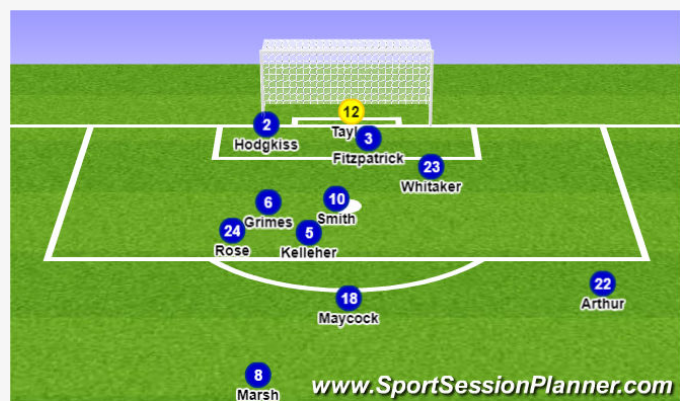 12
2
Hodgkiss
3
Fitzpatrick
23
Whitaker
10
Smith
6
Grimes
24
Rose
5
Kelleher
22
Arthur
18
Maycock
8
Marsh
www.SportSessionPlanner.com